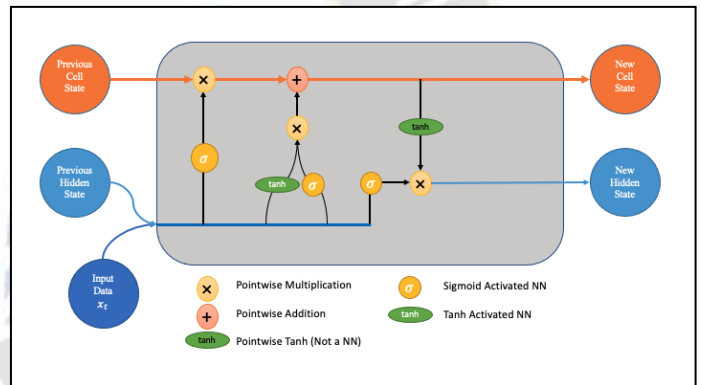 Previous
Cell
State
×
+
New
Cell
State
tanh
×
σ
Previous
Hidden
State
tanh
σ
σ
×
New
Hidden
State
Input
Data
xₜ
× Pointwise Multiplication
σ Sigmoid Activated NN
+ Pointwise Addition
tanh Tanh Activated NN
tanh Pointwise Tanh (Not a NN)